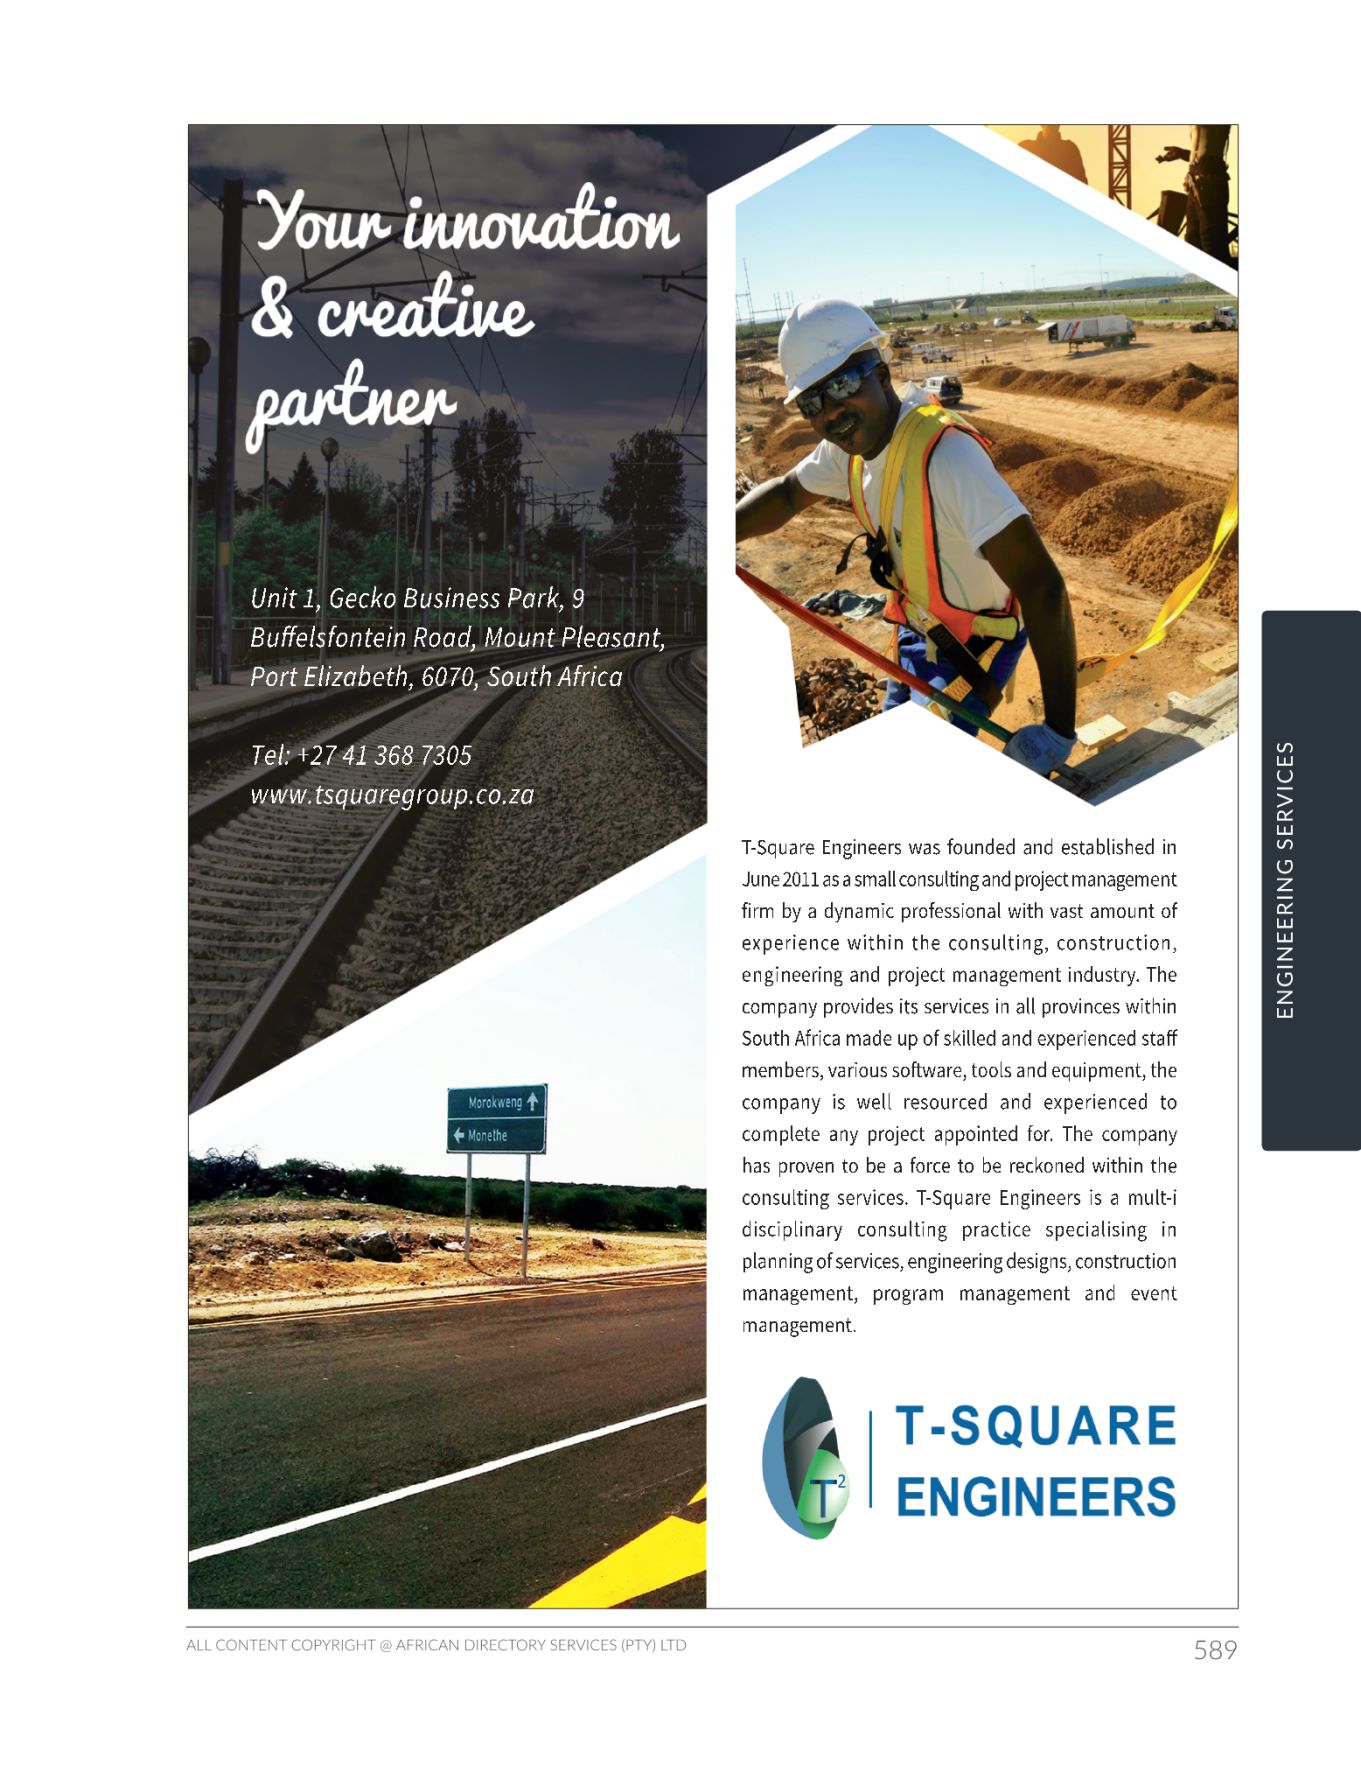 Your innovation
& creative
partner
Unit 1, Gecko Business Park, 9
Buffelsfontein Road, Mount Pleasant,
Port Elizabeth, 6070, South Africa
Tel: +27 41 368 7305
www.tsquaregroup.co.za
Morokweng
Monethe
T-Square Engineers was founded and established in
June 2011 as a small consulting and project management
firm by a dynamic professional with vast amount of
experience within the consulting, construction,
engineering and project management industry. The
company provides its services in all provinces within
South Africa made up of skilled and experienced staff
members, various software, tools and equipment, the
company is well resourced and experienced to
complete any project appointed for. The company
has proven to be a force to be reckoned within the
consulting services. T-Square Engineers is a mult-i
disciplinary consulting practice specialising in
planning of services, engineering designs, construction
management, program management and event
management.
T2
T-SQUARE
ENGINEERS
ENGINEERING SERVICES
ALL CONTENT COPYRIGHT @ AFRICAN DIRECTORY SERVICES (PTY) LTD
589